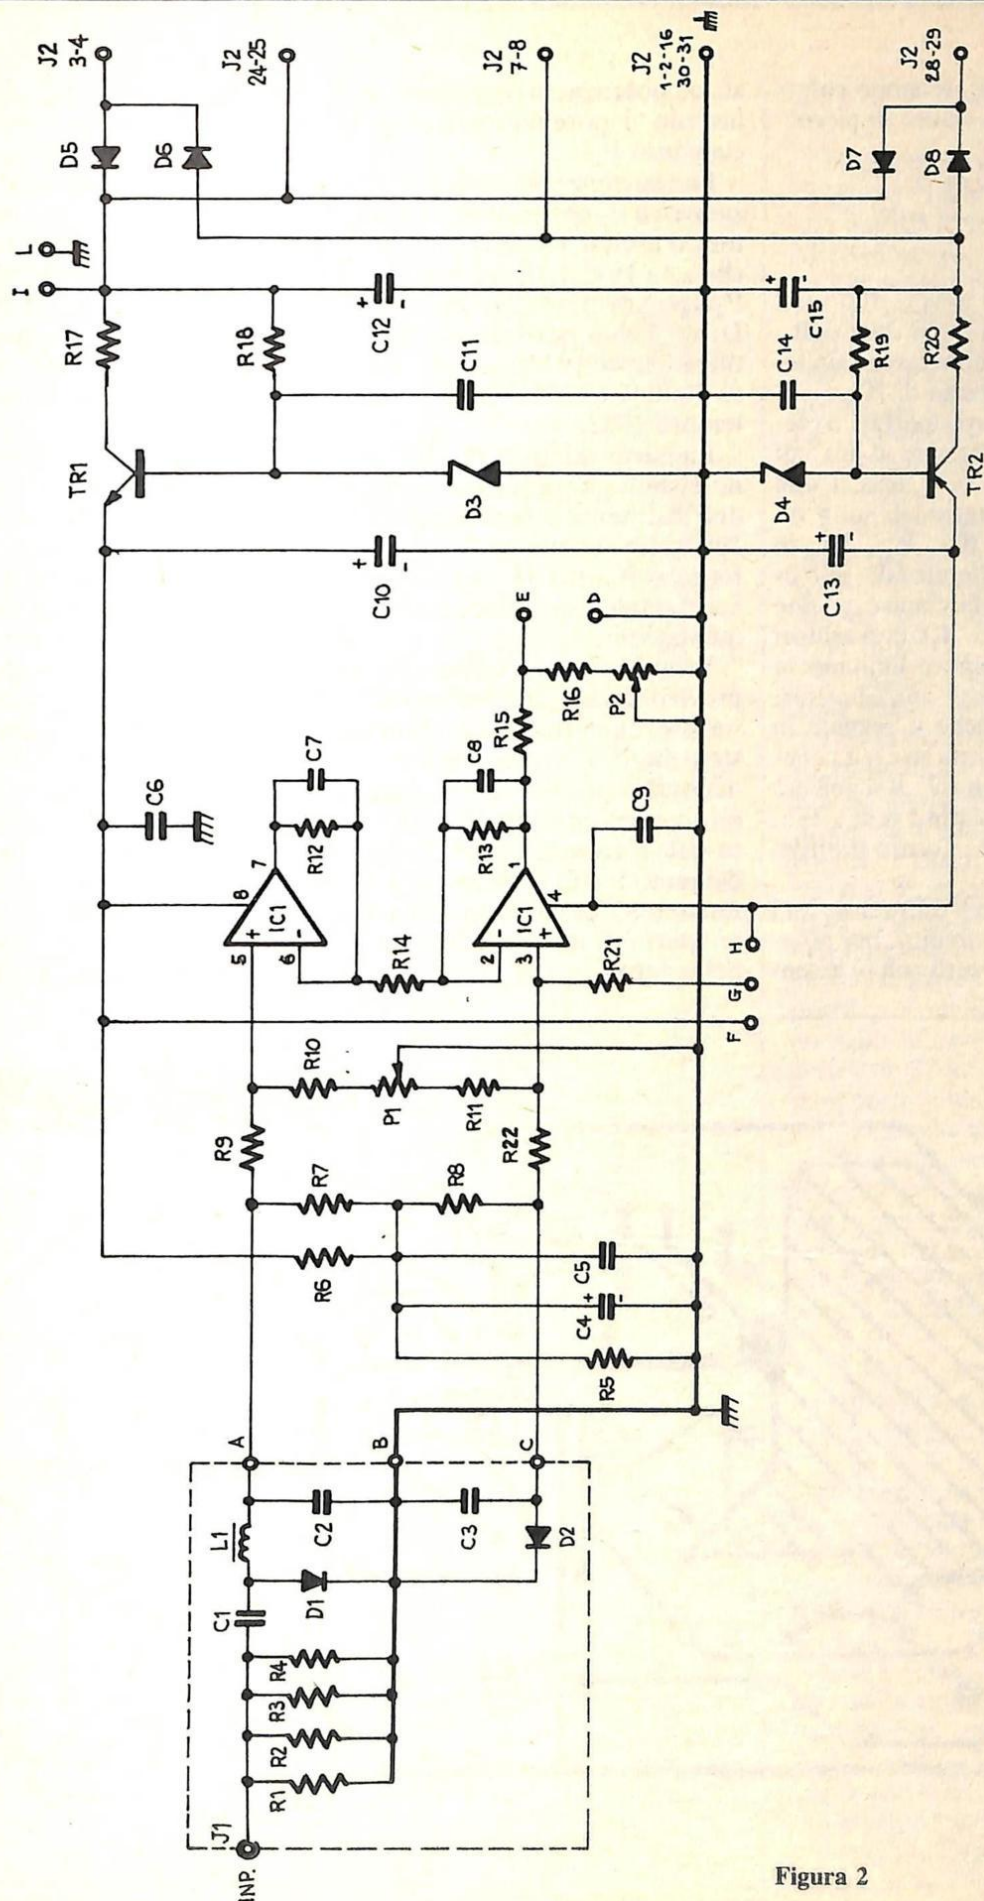 J2
3-4
J2
24-25
J2
7-8
J2
1-2-16
30-31
J2
28-29
D5
D6
D7
D8
L
I
R17
R18
C12
C11
C15
C14
R19
R20
TR1
D3
D4
TR2
C10
C13
E
D
R16
P2
R15
C6
C7
R12
C8
R13
C9
7
8
IC1
+
-
5
6
1
4
IC1
-
+
2
3
R14
R21
H
G
F
R10
P1
R11
R9
R22
R7
R8
R6
C5
C4
R5
A
B
C
L1
C2
C3
D1
D2
C1
R4
R3
R2
R1
J1
INP.
Figura 2